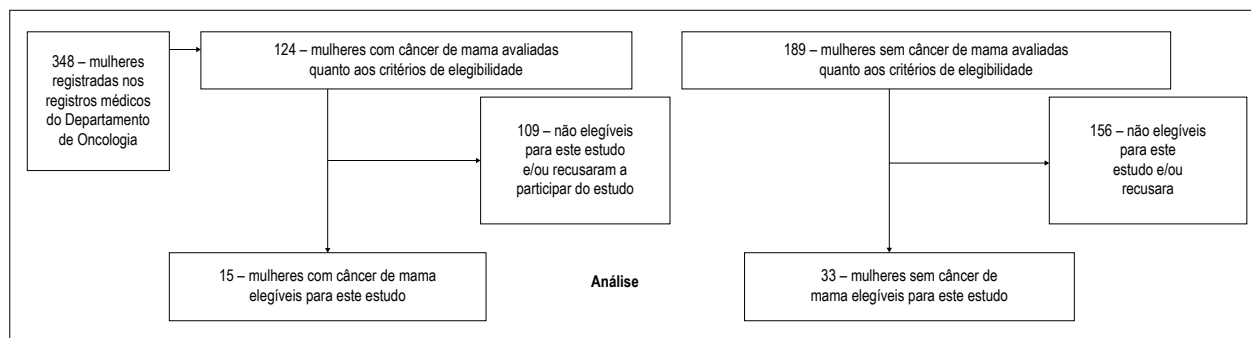 348 – mulheres
registradas nos
registros médicos
do Departamento
de Oncologia
124 – mulheres com câncer de mama avaliadas
quanto aos critérios de elegibilidade
189 – mulheres sem câncer de mama avaliadas
quanto aos critérios de elegibilidade
109 – não elegíveis
para este estudo
e/ou recusaram a
participar do estudo
156 – não elegíveis
para este
estudo e/ou
recusara
15 – mulheres com câncer de mama
elegíveis para este estudo
Análise
33 – mulheres sem câncer de
mama elegíveis para este estudo